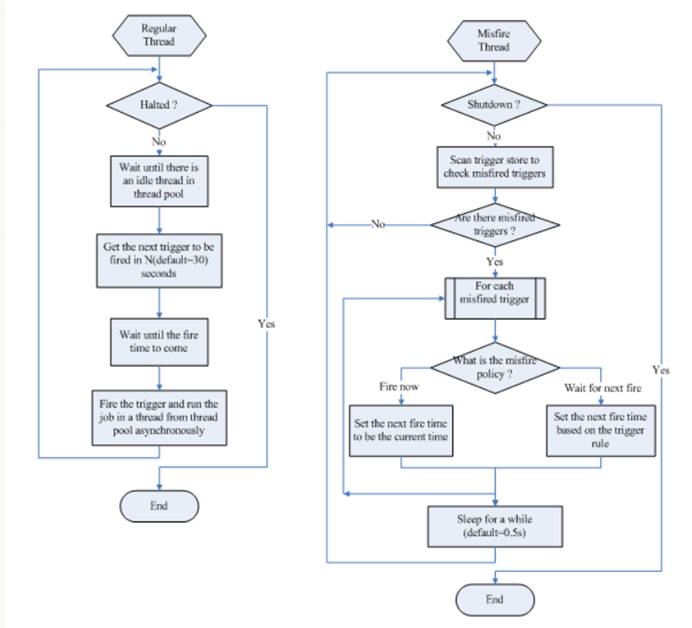 Regular
Thread
Halted ?
No
Wait until there is
an idle thread in
thread pool
Get the next trigger to be
fired in N(default=30)
seconds
Wait until the fire
time to come
Yes
Fire the trigger and run the
job in a thread from thread
pool asynchronously
End
Misfire
Thread
Shutdown ?
No
Scan trigger store to
check misfired triggers
Are there misfired
triggers ?
No
Yes
For each
misfired trigger
What is the misfire
policy ?
Yes
Fire now
Wait for next fire
Set the next fire time
to be the current time
Set the next fire time
based on the trigger
rule
Sleep for a while
(default=0.5s)
End